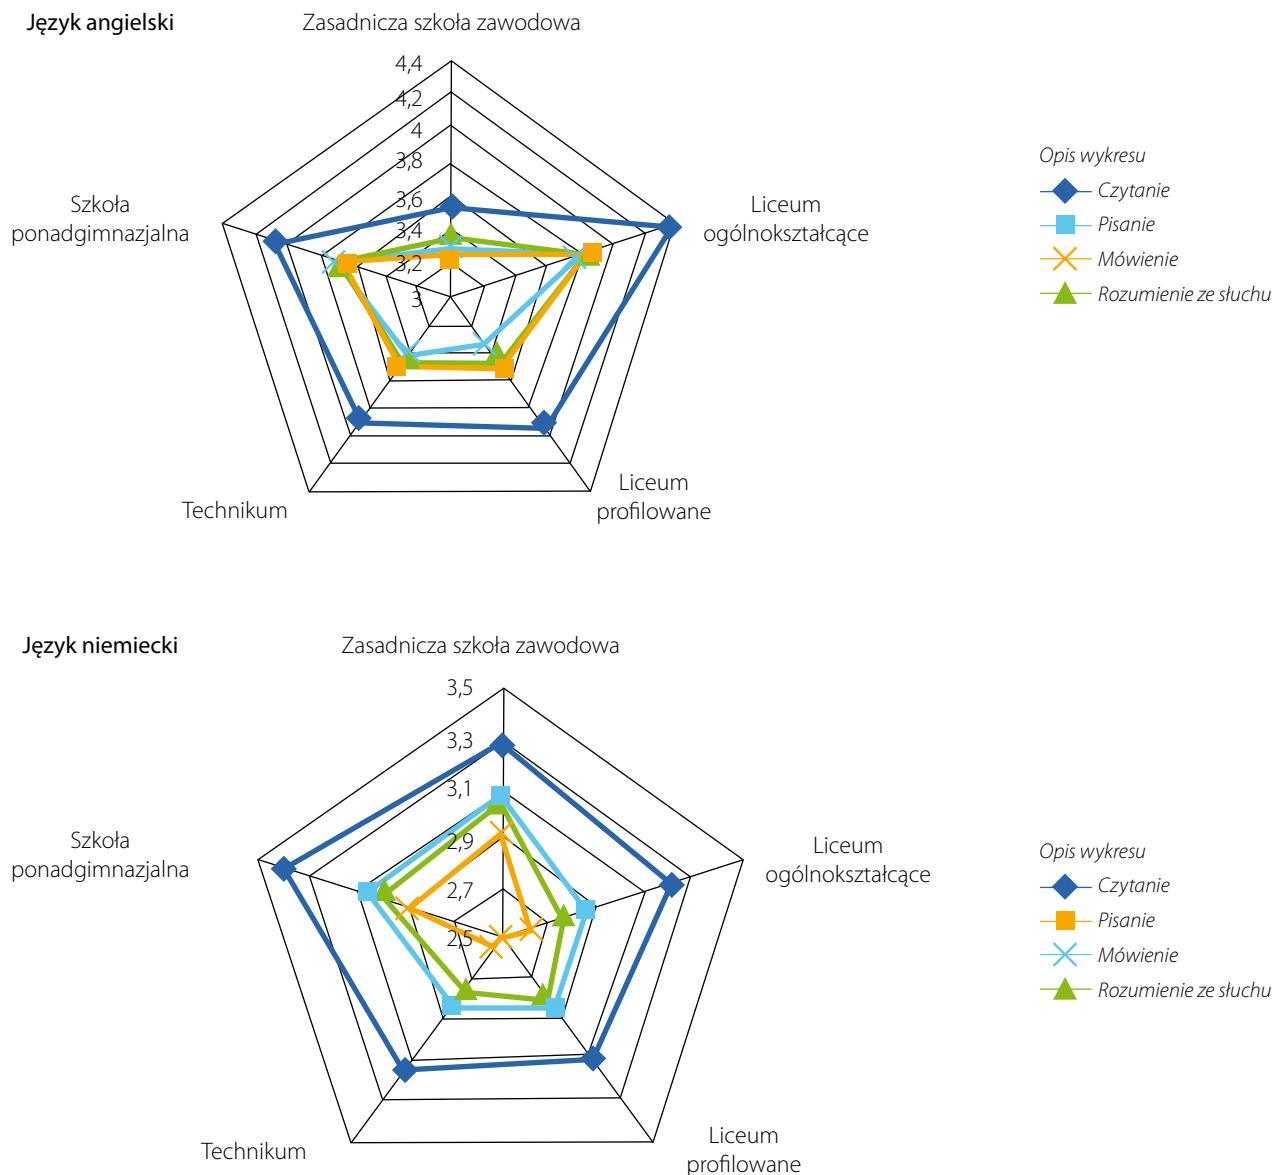 Język angielski
Zasadnicza szkoła zawodowa
4,4
4,2
4
3,8
3,6
3,4
3,2
3
Szkoła
ponadgimnazjalna
Liceum
ogólnokształcące
Technikum
Liceum
profilowane
Opis wykresu
Czytanie
Pisanie
Mówienie
Rozumienie ze słuchu
Język niemiecki
Zasadnicza szkoła zawodowa
3,5
3,3
3,1
2,9
2,7
2,5
Szkoła
ponadgimnazjalna
Liceum
ogólnokształcące
Technikum
Liceum
profilowane
Opis wykresu
Czytanie
Pisanie
Mówienie
Rozumienie ze słuchu